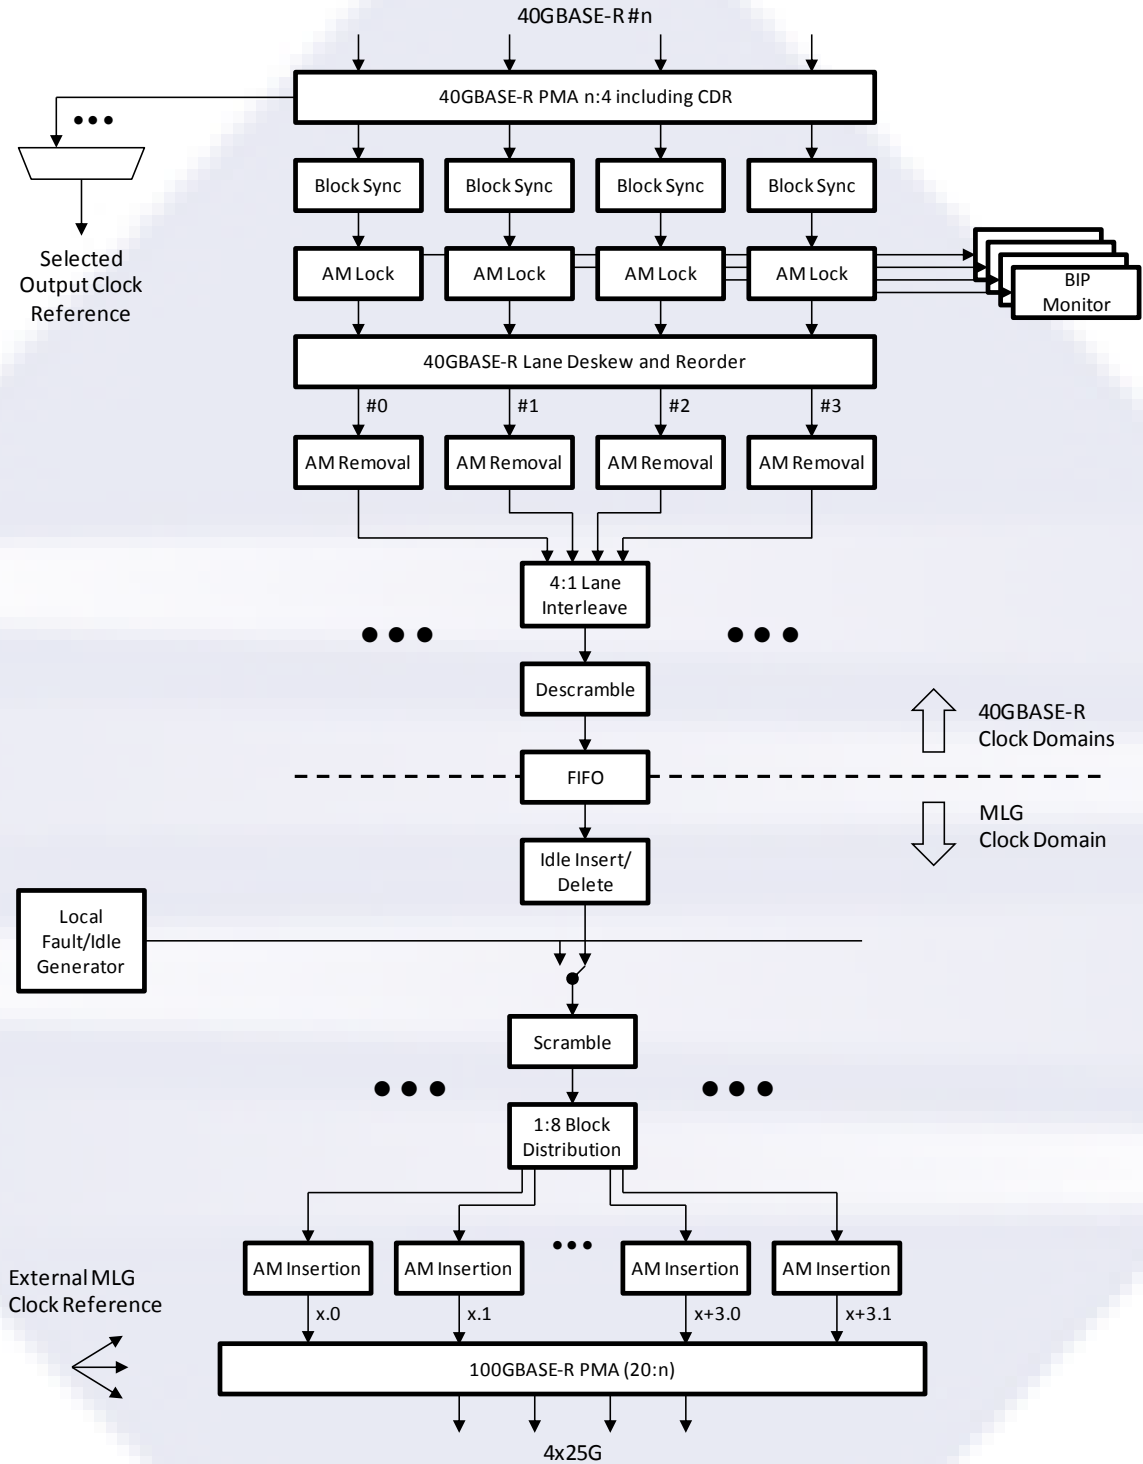 40GBASE-R #n
40GBASE-R PMA n:4 including CDR
Block Sync
Block Sync
Block Sync
Block Sync
Selected
Output Clock
Reference
AM Lock
AM Lock
AM Lock
AM Lock
BIP
Monitor
40GBASE-R Lane Deskew and Reorder
#0
#1
#2
#3
AM Removal
AM Removal
AM Removal
AM Removal
4:1 Lane
Interleave
Descramble
40GBASE-R
Clock Domains
FIFO
MLG
Clock Domain
Idle Insert/
Delete
Local
Fault/Idle
Generator
Scramble
1:8 Block
Distribution
AM Insertion
AM Insertion
AM Insertion
AM Insertion
External MLG
Clock Reference
x.0
x.1
x+3.0
x+3.1
100GBASE-R PMA (20:n)
4x25G